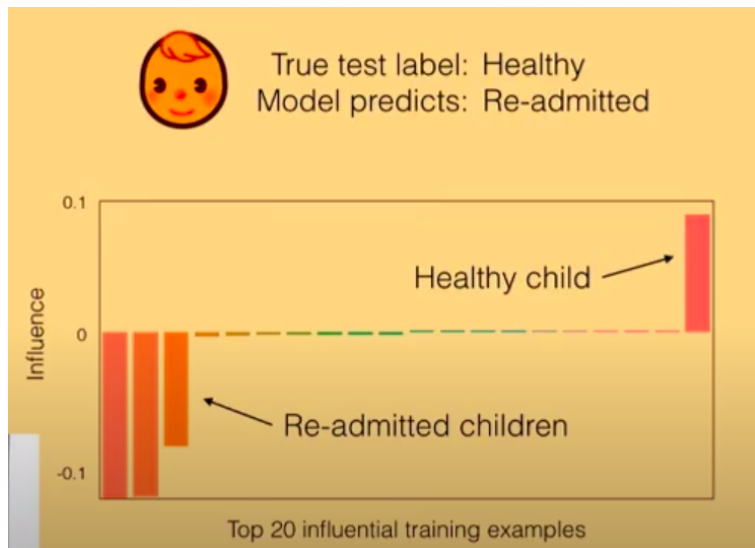 True test label: Healthy
Model predicts: Re-admitted
0.1
Healthy child
Influence
0
Re-admitted children
-0.1
Top 20 influential training examples